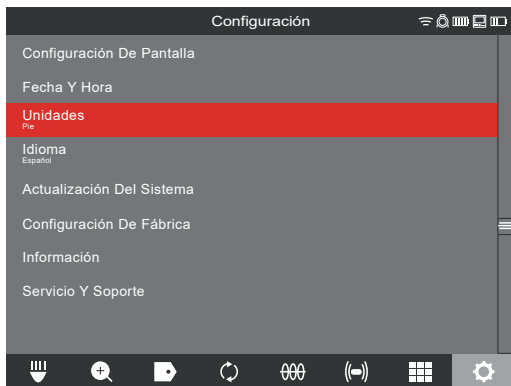 Configuración
Configuración De Pantalla
Fecha Y Hora
Unidades
Pie
Idioma
Español
Actualización Del Sistema
Configuración De Fábrica
Información
Servicio Y Soporte